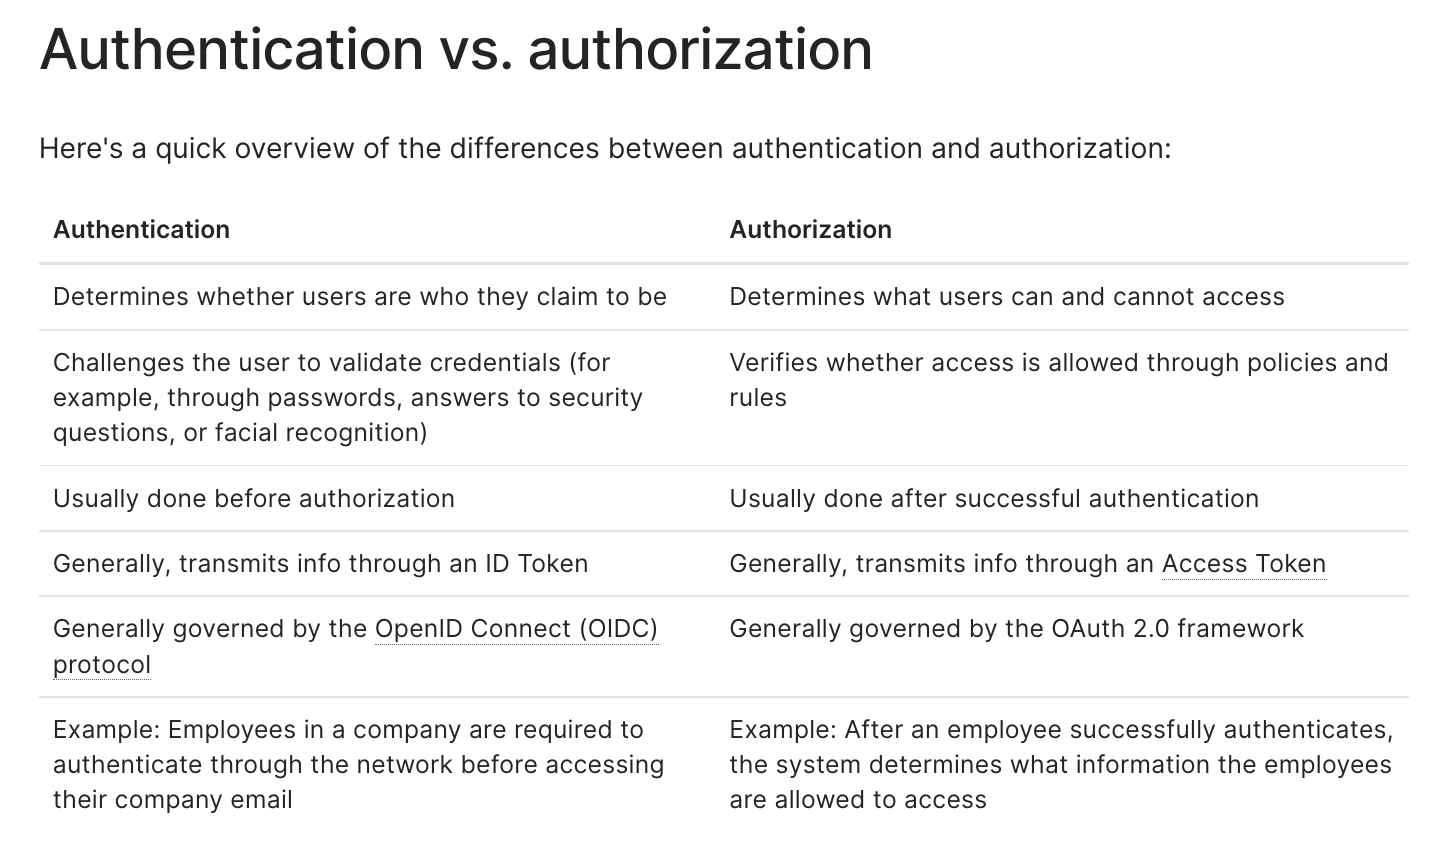 Authentication vs. authorization
Here's a quick overview of the differences between authentication and authorization:
Authentication
Authorization
Determines whether users are who they claim to be
Determines what users can and cannot access
Challenges the user to validate credentials (for
example, through passwords, answers to security
questions, or facial recognition)
Verifies whether access is allowed through policies and
rules
Usually done before authorization
Usually done after successful authentication
Generally, transmits info through an ID Token
Generally, transmits info through an Access Token
Generally governed by the OpenID Connect (OIDC)
protocol
Generally governed by the OAuth 2.0 framework
Example: Employees in a company are required to
authenticate through the network before accessing
their company email
Example: After an employee successfully authenticates,
the system determines what information the employees
are allowed to access